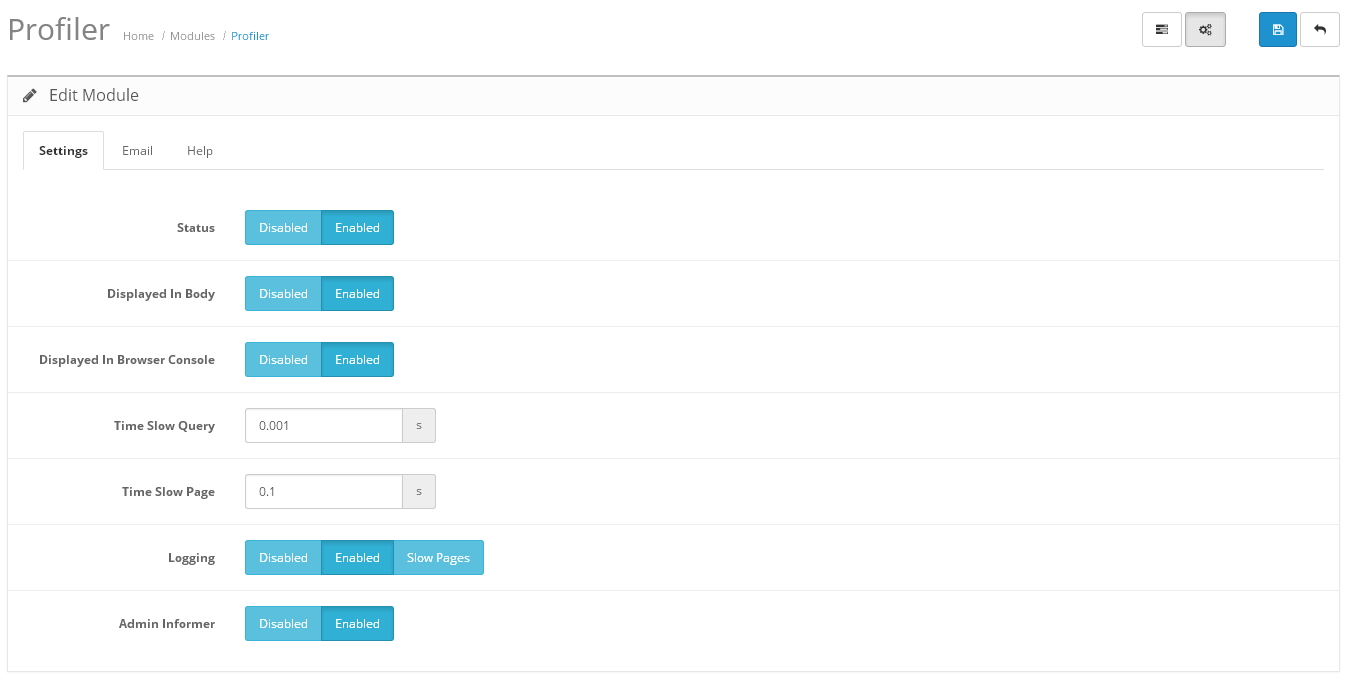 Profiler Home / Modules / Profiler
Edit Module
Settings Email Help
Status Disabled Enabled
Displayed In Body Disabled Enabled
Displayed In Browser Console Disabled Enabled
Time Slow Query 0.001 s
Time Slow Page 0.1 s
Logging Disabled Enabled Slow Pages
Admin Informer Disabled Enabled